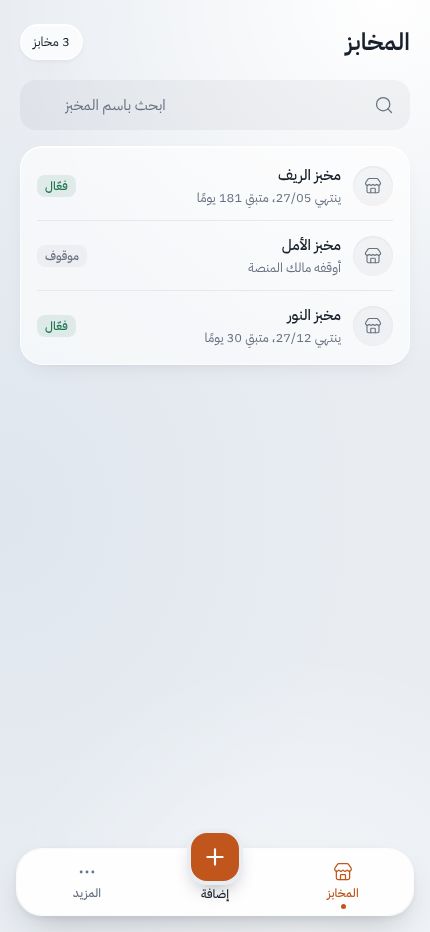 المخابز
3 مخابز
ابحث باسم المخبز
مخبز الريف
ينتهي 27/05، متبقٍ 181 يومًا
فعّال
مخبز الأمل
أوقفه مالك المنصة
موقوف
مخبز النور
ينتهي 27/12، متبقٍ 30 يومًا
فعّال
المخابز
إضافة
المزيد